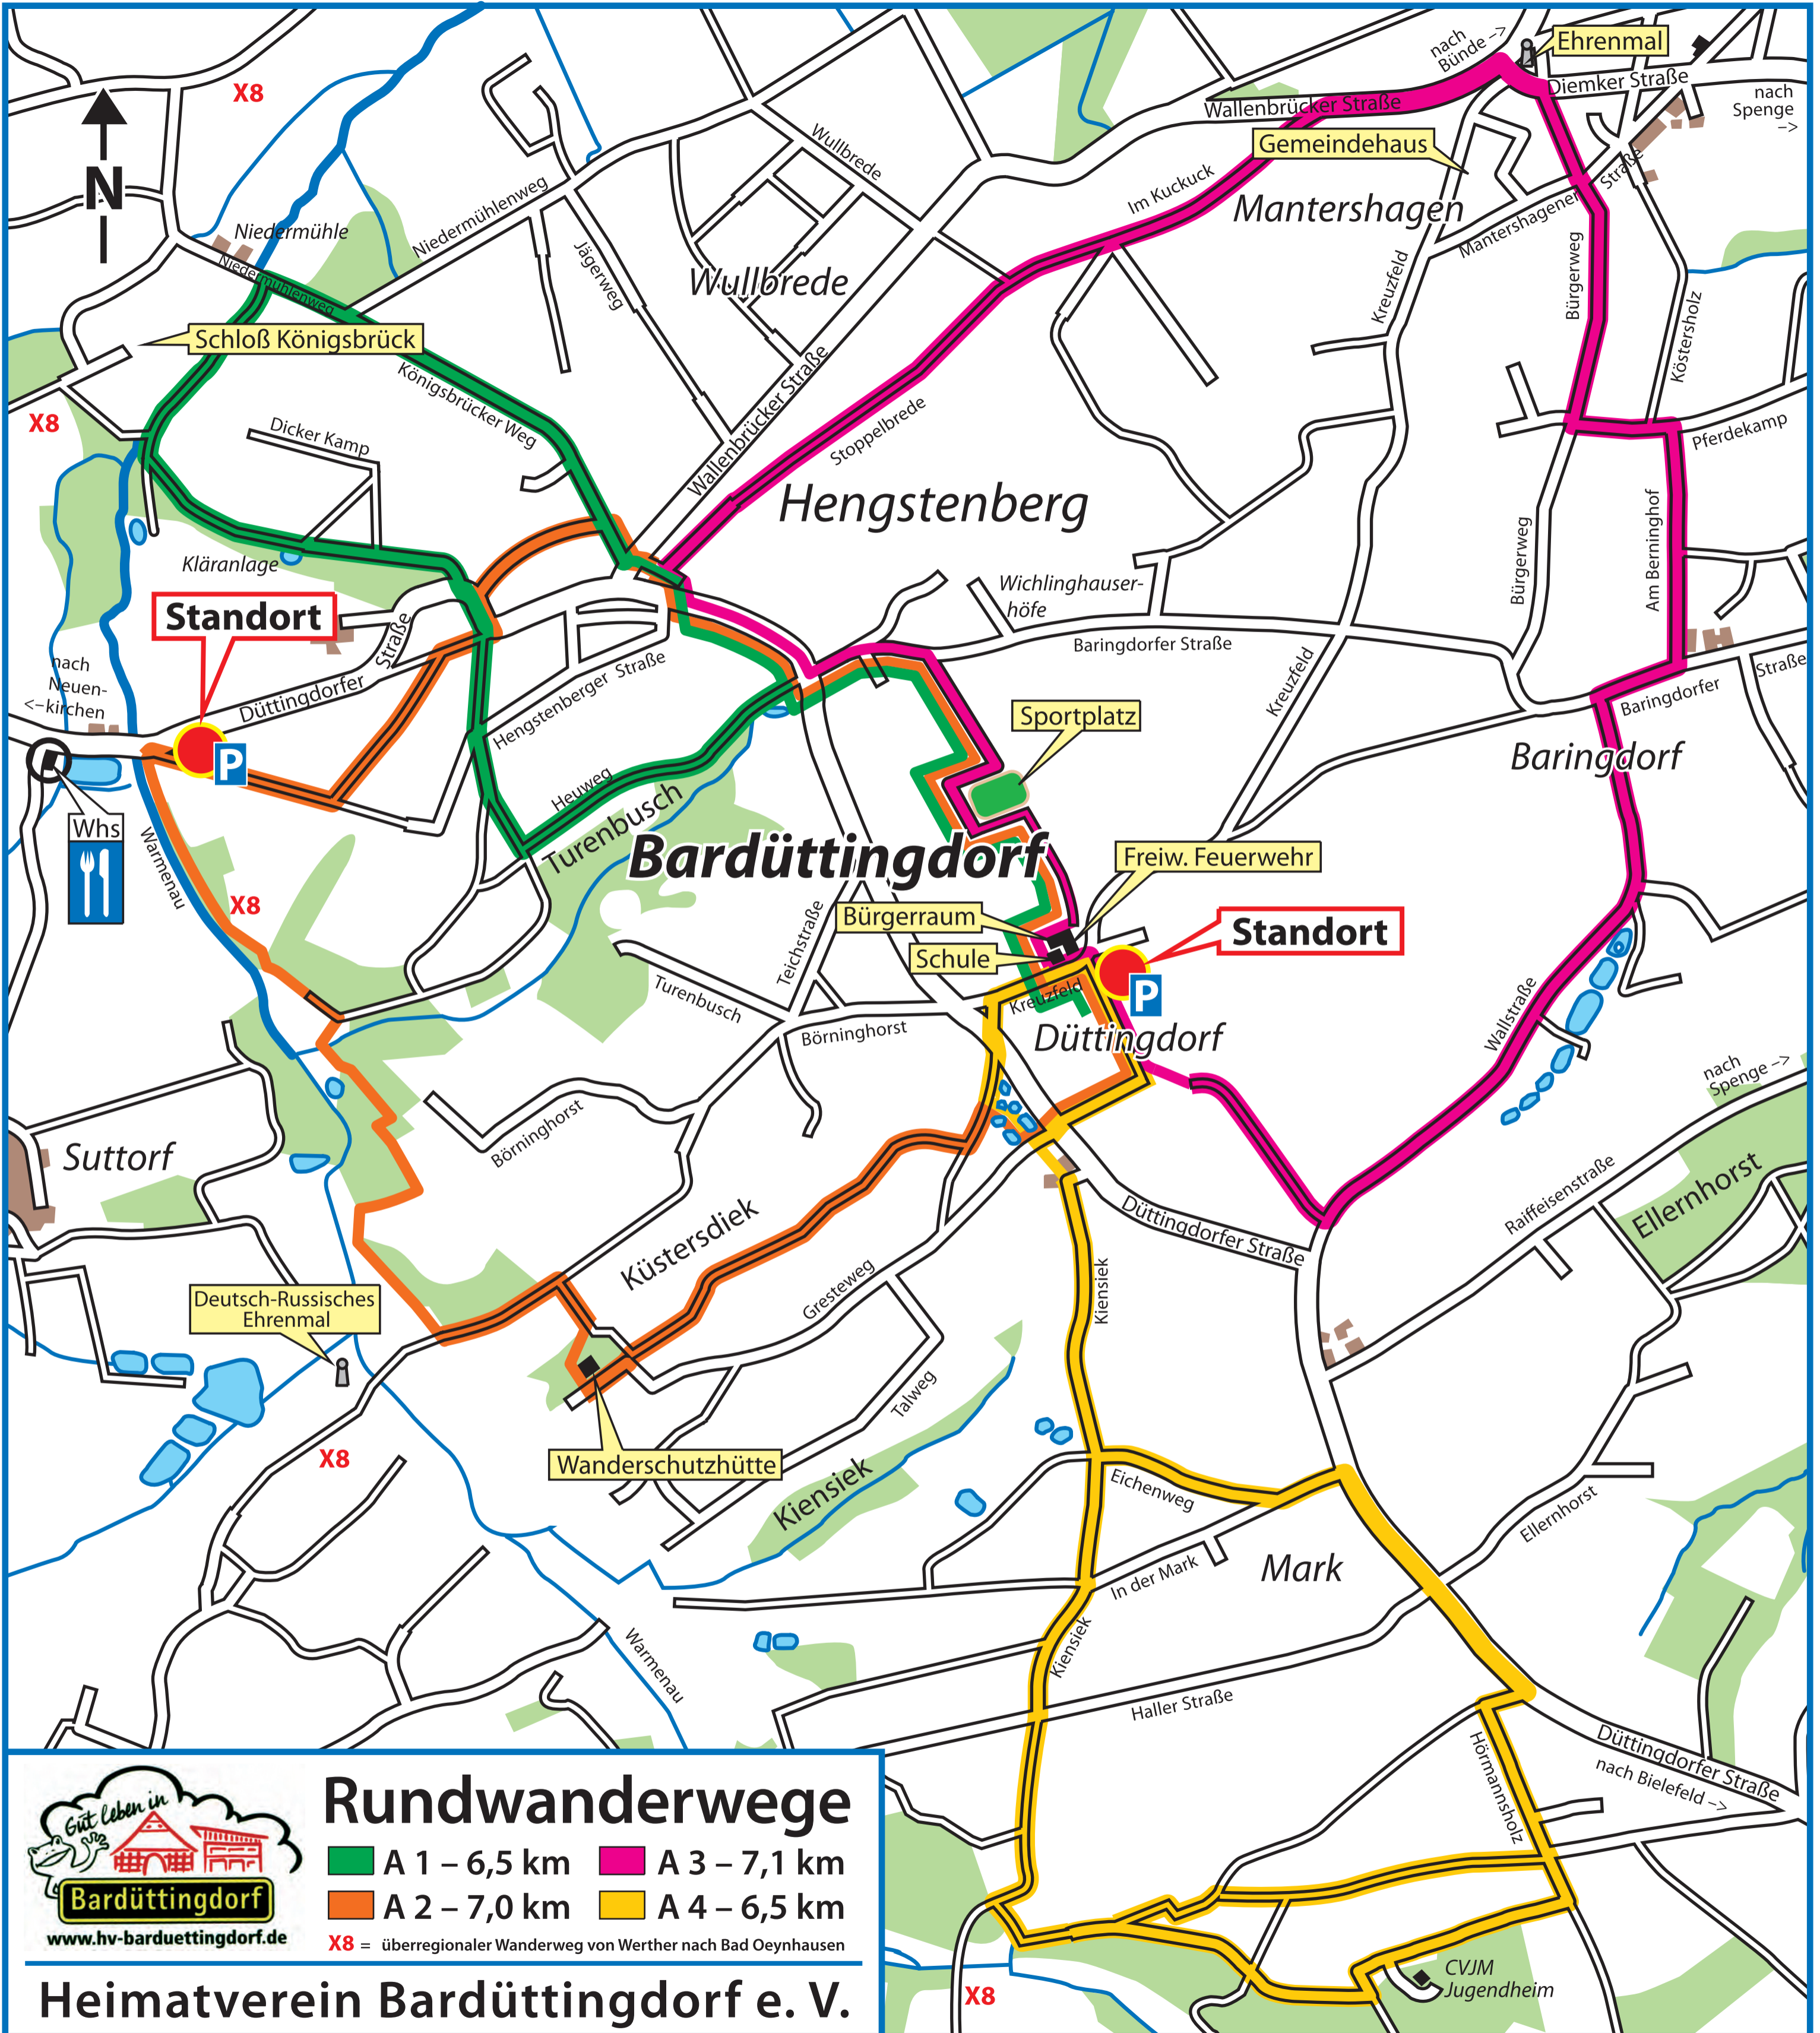 X8
nach
Bünde –>
Ehrenmal
Diemker Straße
nach
Spenge
–>
Wallenbrücker Straße
Gemeindehaus
Wullbrede
N
Niedermühle
Niedermühlenweg
Niedermühlenweg
Jägerweg
Im Kuckuck
Mantershagen
Mantershagener
Straße
Wullbrede
Bürgerweg
Kreuzfeld
Köstersholz
Schloß Königsbrück
Königsbrücker Weg
X8
Dicker Kamp
Wallenbrücker Straße
Stoppelbrede
Pferdekamp
Hengstenberg
Kläranlage
Bürgerweg
Am Berninghof
Wichlinghauser-
höfe
Standort
Straße
Düttingdorfer
nach
Neuen-
<–kirchen
Baringdorfer Straße
Hengstenberger Straße
Kreuzfeld
Straße
Baringdorfer
Baringdorf
Sportplatz
P
Heuweg
Turenbusch
Whs
Warmenau
Bardüttingdorf
Freiw. Feuerwehr
X8
Bürgerraum
Schule
Standort
Teichstraße
Turenbusch
P
Kreuzfeld
Börninghorst
Düttingdorf
Wallstraße
nach
Spenge –>
Börninghorst
Suttorf
Küstersdiek
Düttingdorfer Straße
Raiffeisenstraße
Ellernhorst
Gresteweg
Kiensiek
Deutsch-Russisches
Ehrenmal
Talweg
X8
Wanderschutzhütte
Kiensiek
Eichenweg
Ellernhorst
In der Mark
Mark
Warmenau
Kiensiek
Haller Straße
Hörmannsholz
Düttingdorfer Straße
nach Bielefeld –>
Gut leben in
Bardüttingdorf
www.hv-barduettingdorf.de
Rundwanderwege
A 1 – 6,5 km
A 3 – 7,1 km
A 2 – 7,0 km
A 4 – 6,5 km
X8 = überregionaler Wanderweg von Werther nach Bad Oeynhausen
Heimatverein Bardüttingdorf e. V.
X8
CVJM
Jugendheim